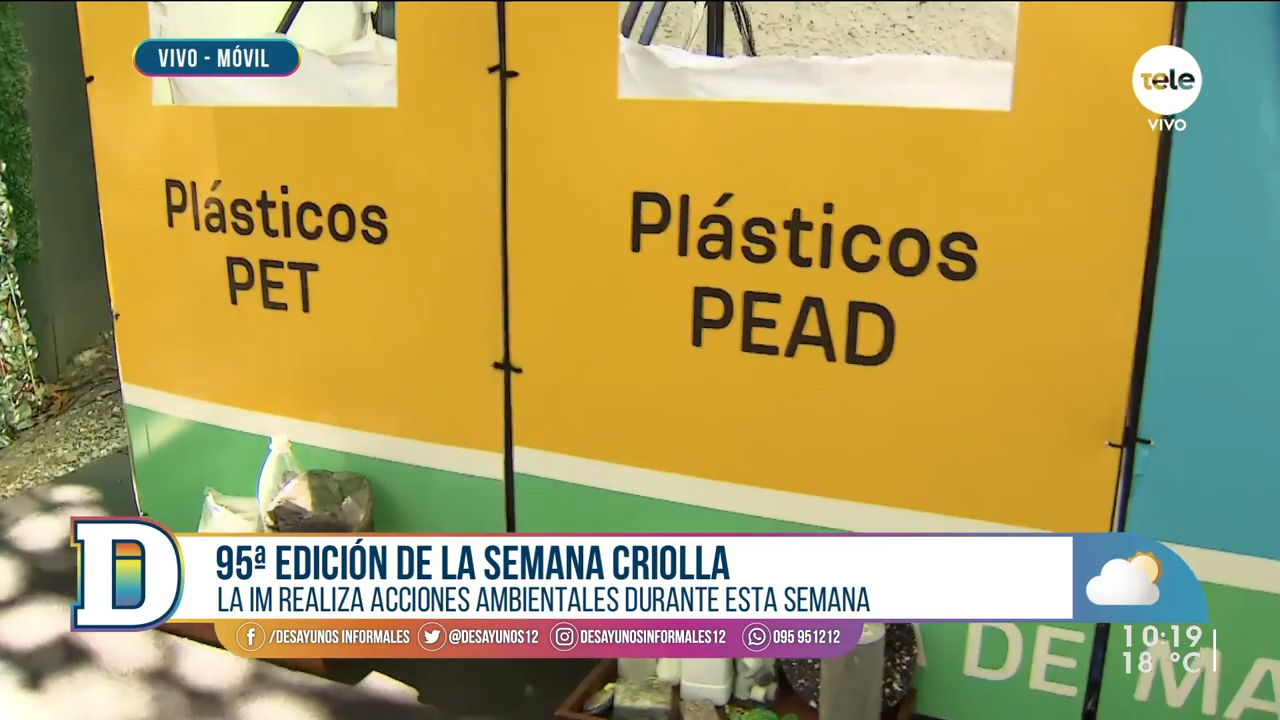 VIVO - MÓVIL
tele
VIVO
Plásticos
PET
Plásticos
PEAD
D
95ª EDICIÓN DE LA SEMANA CRIOLLA
LA IM REALIZA ACCIONES AMBIENTALES DURANTE ESTA SEMANA
/DESAYUNOS INFORMALES @DESAYUNOS12 DESAYUNOSINFORMALES12 095 951212
10:19
18 °C
DE MA